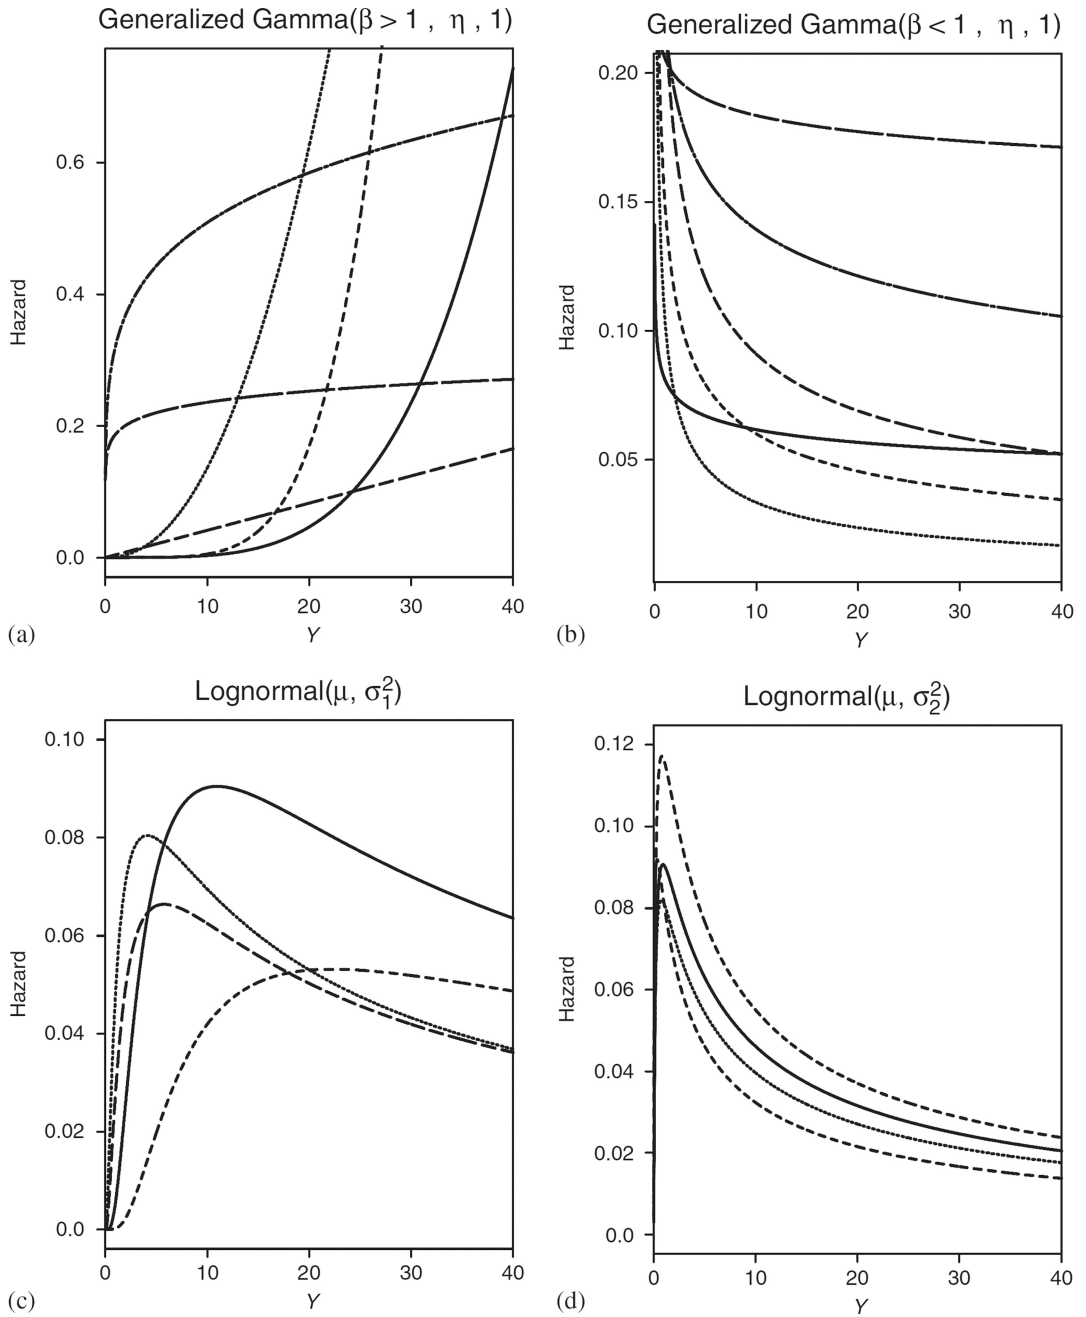 Generalized Gamma(β > 1 , η , 1)
0.6
0.4
0.2
0.0
Hazard
0 10 20 30 40
Y
(a)
Generalized Gamma(β < 1 , η , 1)
0.20
0.15
0.10
0.05
Hazard
0 10 20 30 40
Y
(b)
Lognormal(μ, σ₁²)
0.10
0.08
0.06
0.04
0.02
0.0
Hazard
0 10 20 30 40
Y
(c)
Lognormal(μ, σ₂²)
0.12
0.10
0.08
0.06
0.04
0.02
0.0
Hazard
0 10 20 30 40
Y
(d)